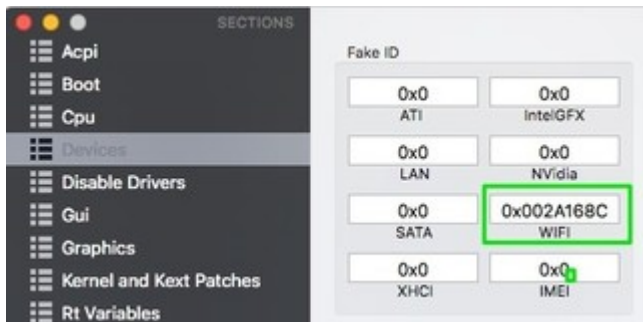 SECTIONS
Acpi
Boot
Cpu
Devices
Disable Drivers
Gui
Graphics
Kernel and Kext Patches
Rt Variables
Fake ID
0x0 0x0
ATI IntelGFX
0x0 0x0
LAN NVidia
0x0 0x002A168C
SATA WIFI
0x0 0x0
XHCI IMEI